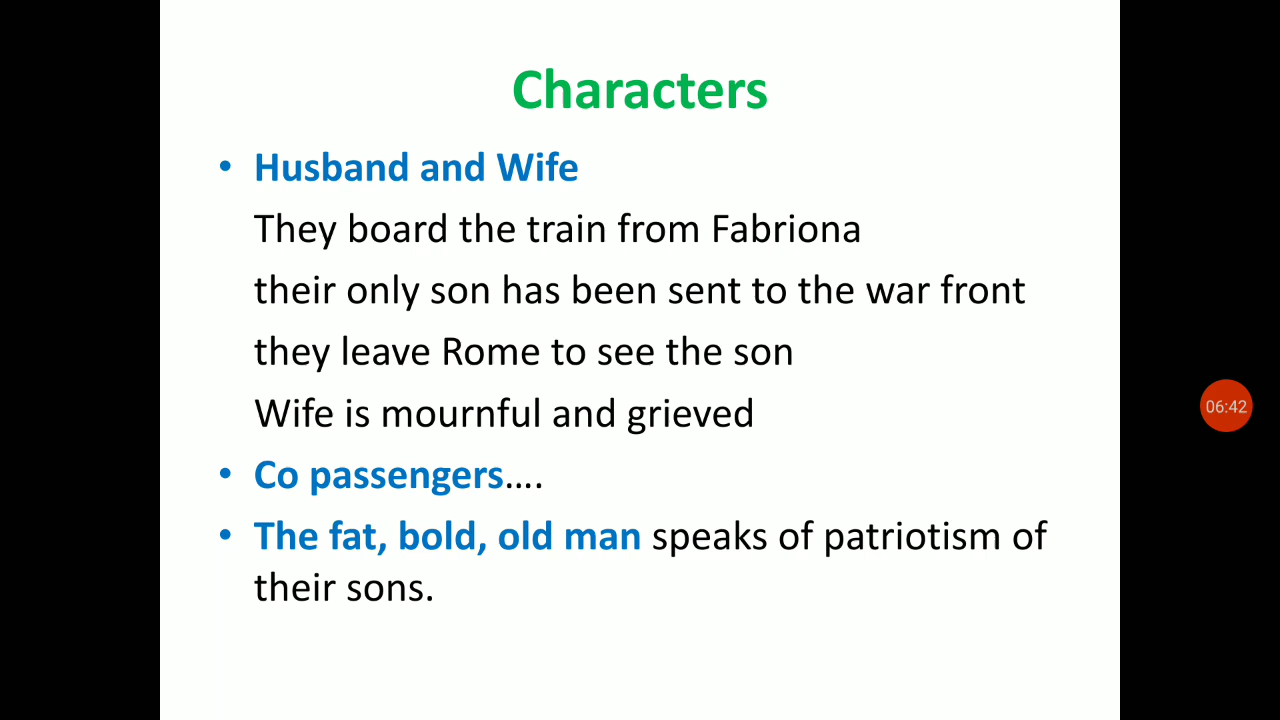 Characters
• Husband and Wife
They board the train from Fabriona
their only son has been sent to the war front
they leave Rome to see the son
Wife is mournful and grieved
• Co passengers....
• The fat, bold, old man speaks of patriotism of
their sons.
06:42